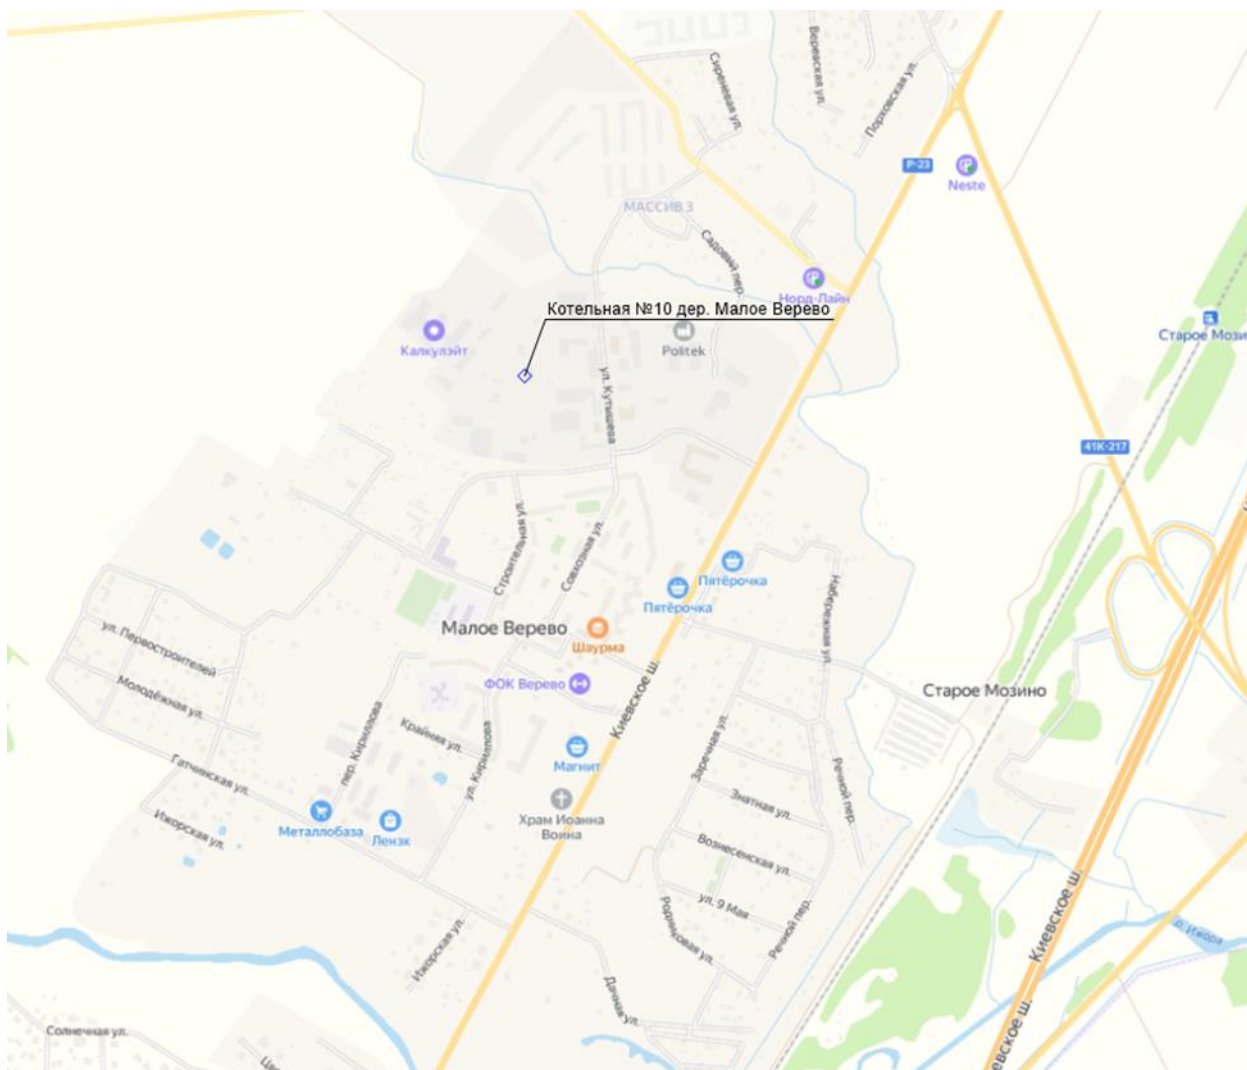 Сиреневая ул.
Веревская ул.
Порховская ул.
Р-23
Neste
МАССИВ 3
Садовый пер.
Норд-Лайн
Котельная №10 дер. Малое Верево
Калкулэйт
Politek
Старое Мози
ул. Кутышева
41К-217
Строительная ул.
Совхозная ул.
Пятёрочка
Пятёрочка
Набережная ул.
Малое Верево
Шаурма
ул. Первостроителей
ФОК Верево
Киевское ш.
Старое Мозино
Молодёжная ул.
пер. Кириллова
Крайняя ул.
ул. Кириллова
Магнит
Заречная ул.
Речной пер.
Гатчинская ул.
Знатная ул.
Ижорская ул.
Металлобаза
Лензк
Храм Иоанна
Воина
Вознесенская ул.
ул. 9 Мая
Родниковая ул.
Речной пер.
Киевское ш.
р. Ижора
Ижорская ул.
Дачная ул.
Солнечная ул.
евское ш.